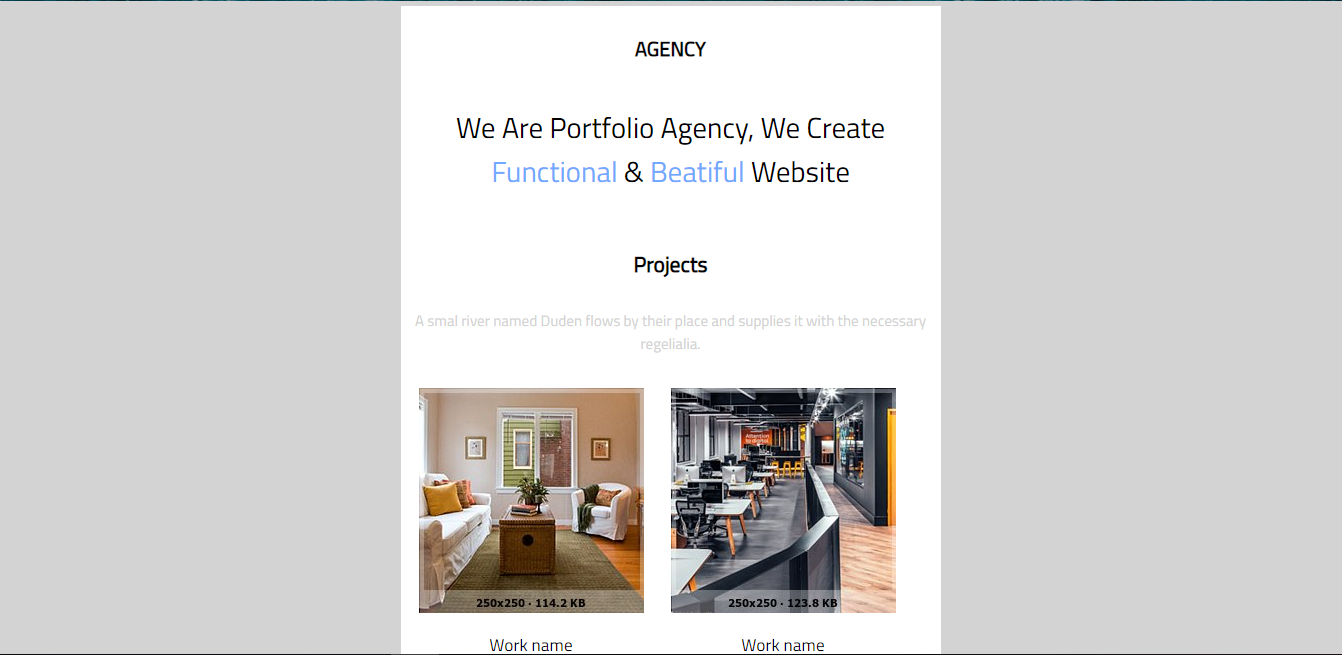 AGENCY
We Are Portfolio Agency, We Create
Functional & Beatiful Website
Projects
A smal river named Duden flows by their place and supplies it with the necessary
regelialia.
Attention
to digital
250x250 · 114.2 KB
250x250 · 123.8 KB
Work name
Work name